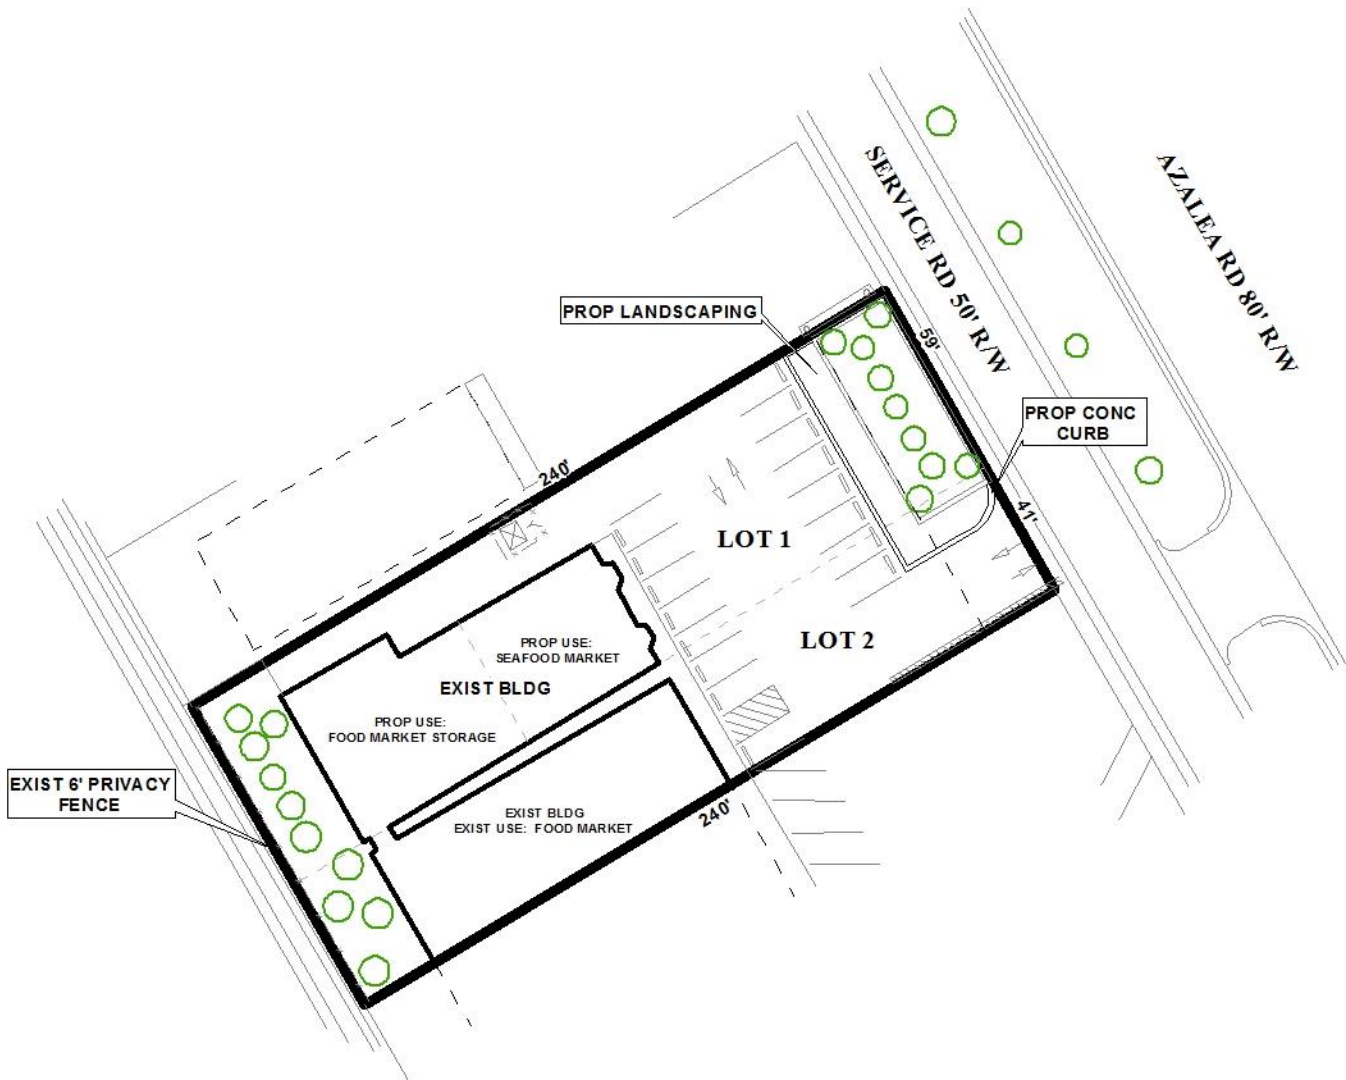 SERVICE RD 50' R/W
AZALEA RD 80' R/W
PROP LANDSCAPING
59'
PROP CONC
CURB
240'
41'
LOT 1
LOT 2
PROP USE:
SEAFOOD MARKET
EXIST BLDG
PROP USE:
FOOD MARKET STORAGE
EXIST 6' PRIVACY
FENCE
EXIST BLDG
EXIST USE: FOOD MARKET
240'